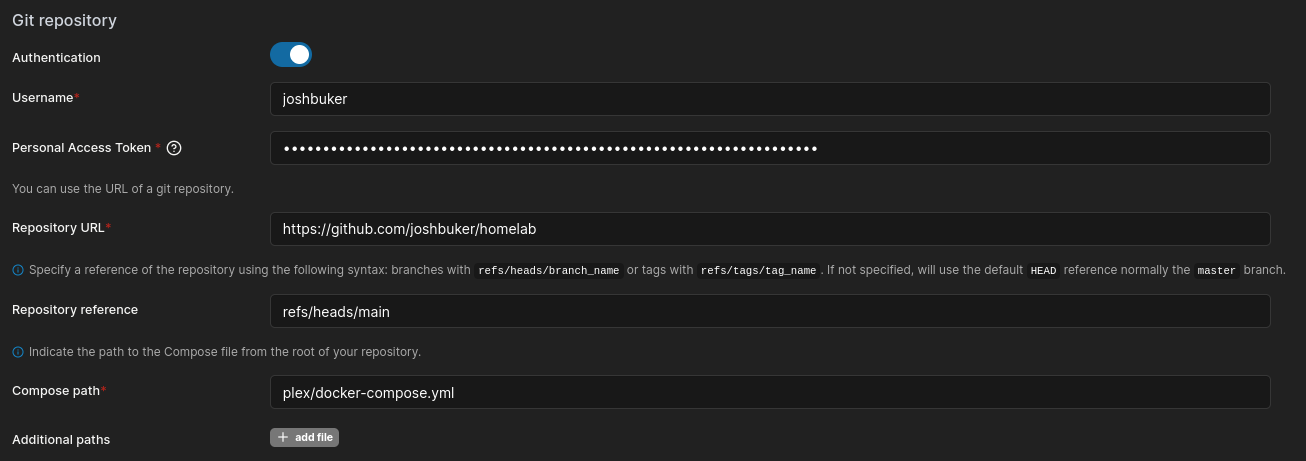 Git repository
Authentication
Username*
joshbuker
Personal Access Token * ?
••••••••••••••••••••••••••••••••••••••••••••••••••••••••••••••••••••
You can use the URL of a git repository.
Repository URL*
https://github.com/joshbuker/homelab
Specify a reference of the repository using the following syntax: branches with refs/heads/branch_name or tags with refs/tags/tag_name. If not specified, will use the default HEAD reference normally the master branch.
Repository reference
refs/heads/main
Indicate the path to the Compose file from the root of your repository.
Compose path*
plex/docker-compose.yml
Additional paths
+ add file